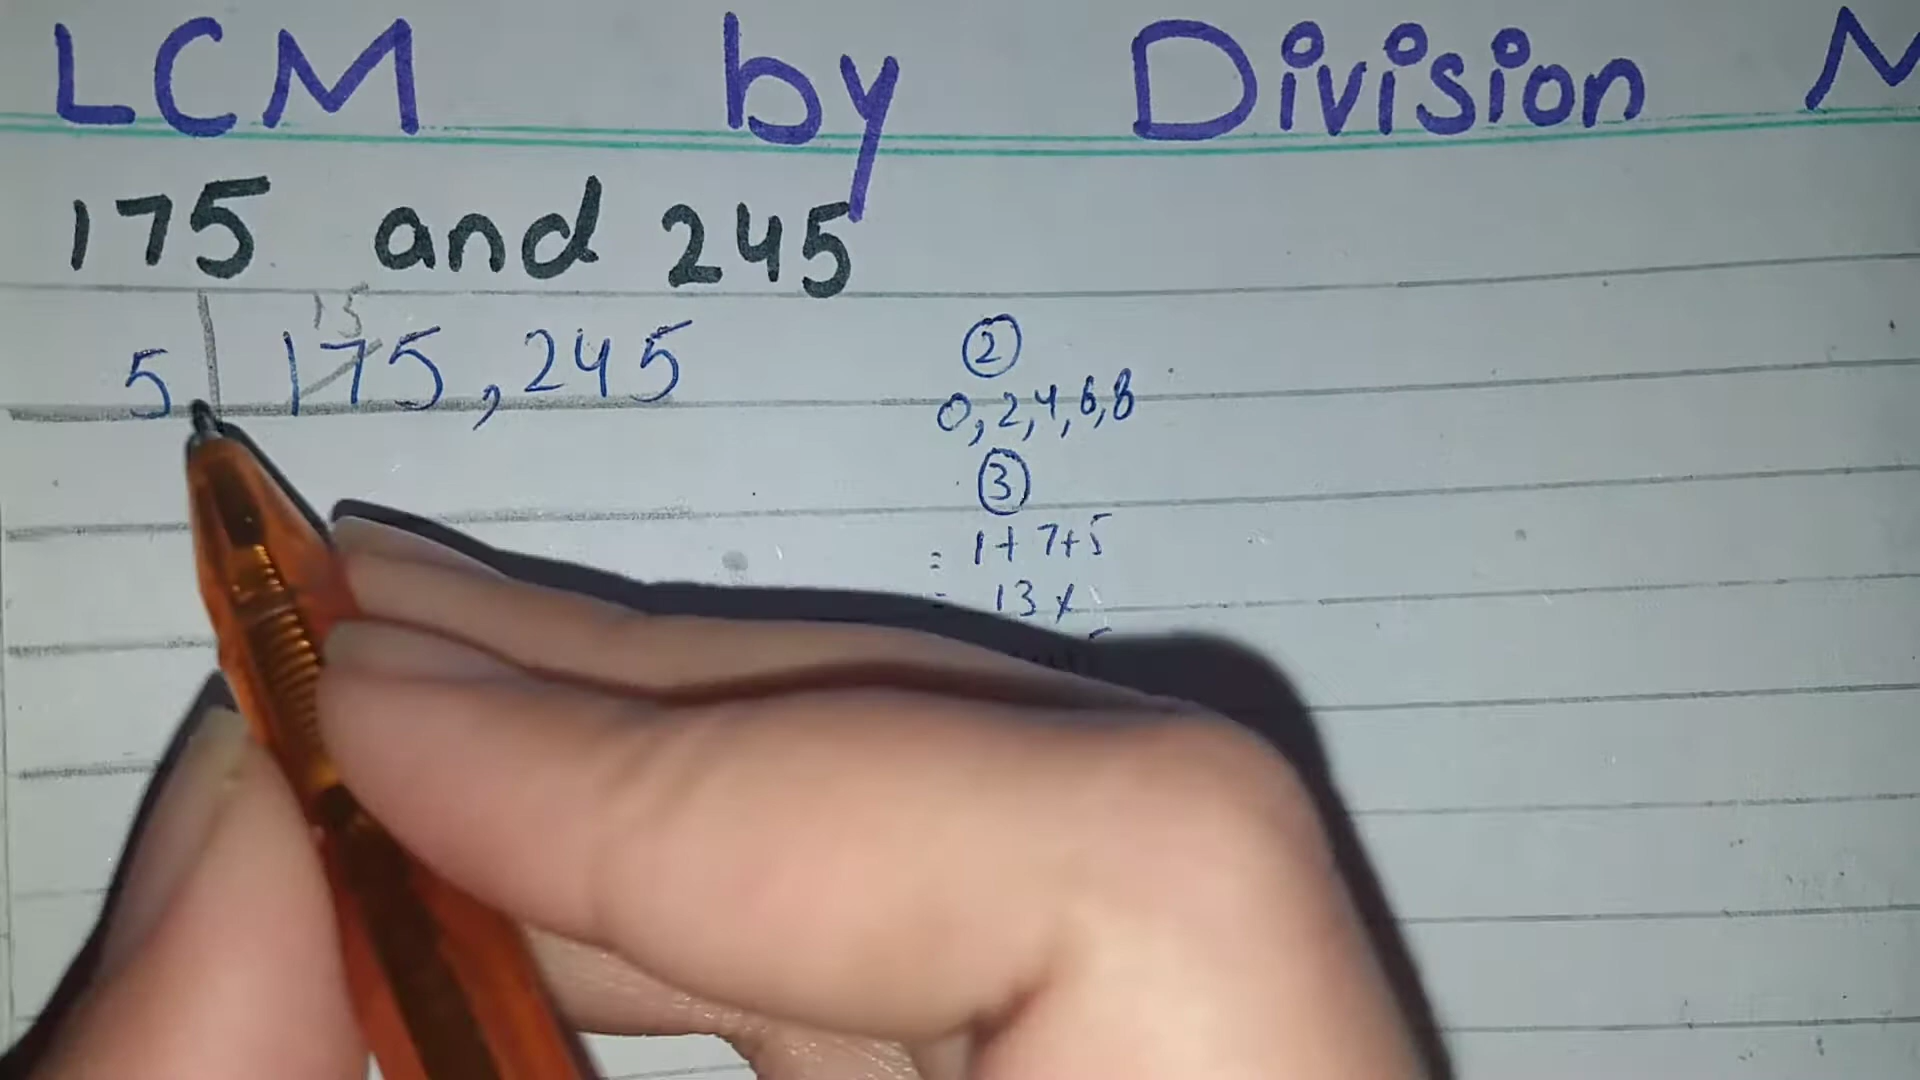 LCM by Division
175 and 245
15
5 175, 245
2
0, 2, 4, 6, 8
3
= 1 + 7 + 5
= 13 x